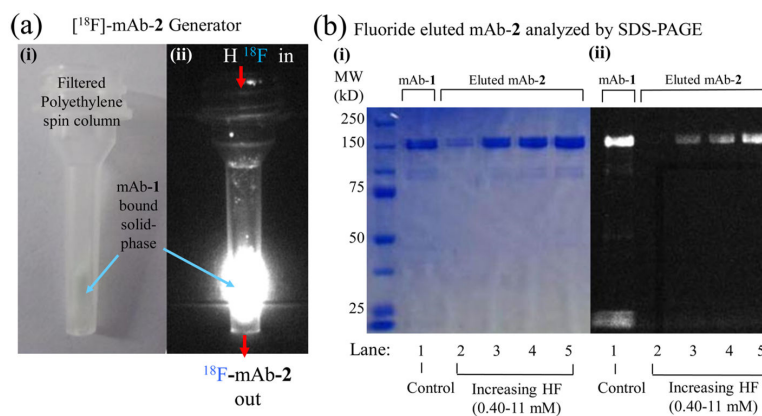 (a) [¹⁸F]-mAb-2 Generator
(i)
Filtered
Polyethylene
spin column
mAb-1
bound
solid-
phase
(ii)
H ¹⁸F in
¹⁸F-mAb-2
out
(b) Fluoride eluted mAb-2 analyzed by SDS-PAGE
(i)
MW
(kD)
mAb-1 Eluted mAb-2
250
150
75
50
25
Lane: 1 2 3 4 5
Control Increasing HF
(0.40-11 mM)
(ii)
mAb-1 Eluted mAb-2
1 2 3 4 5
Control Increasing HF
(0.40-11 mM)